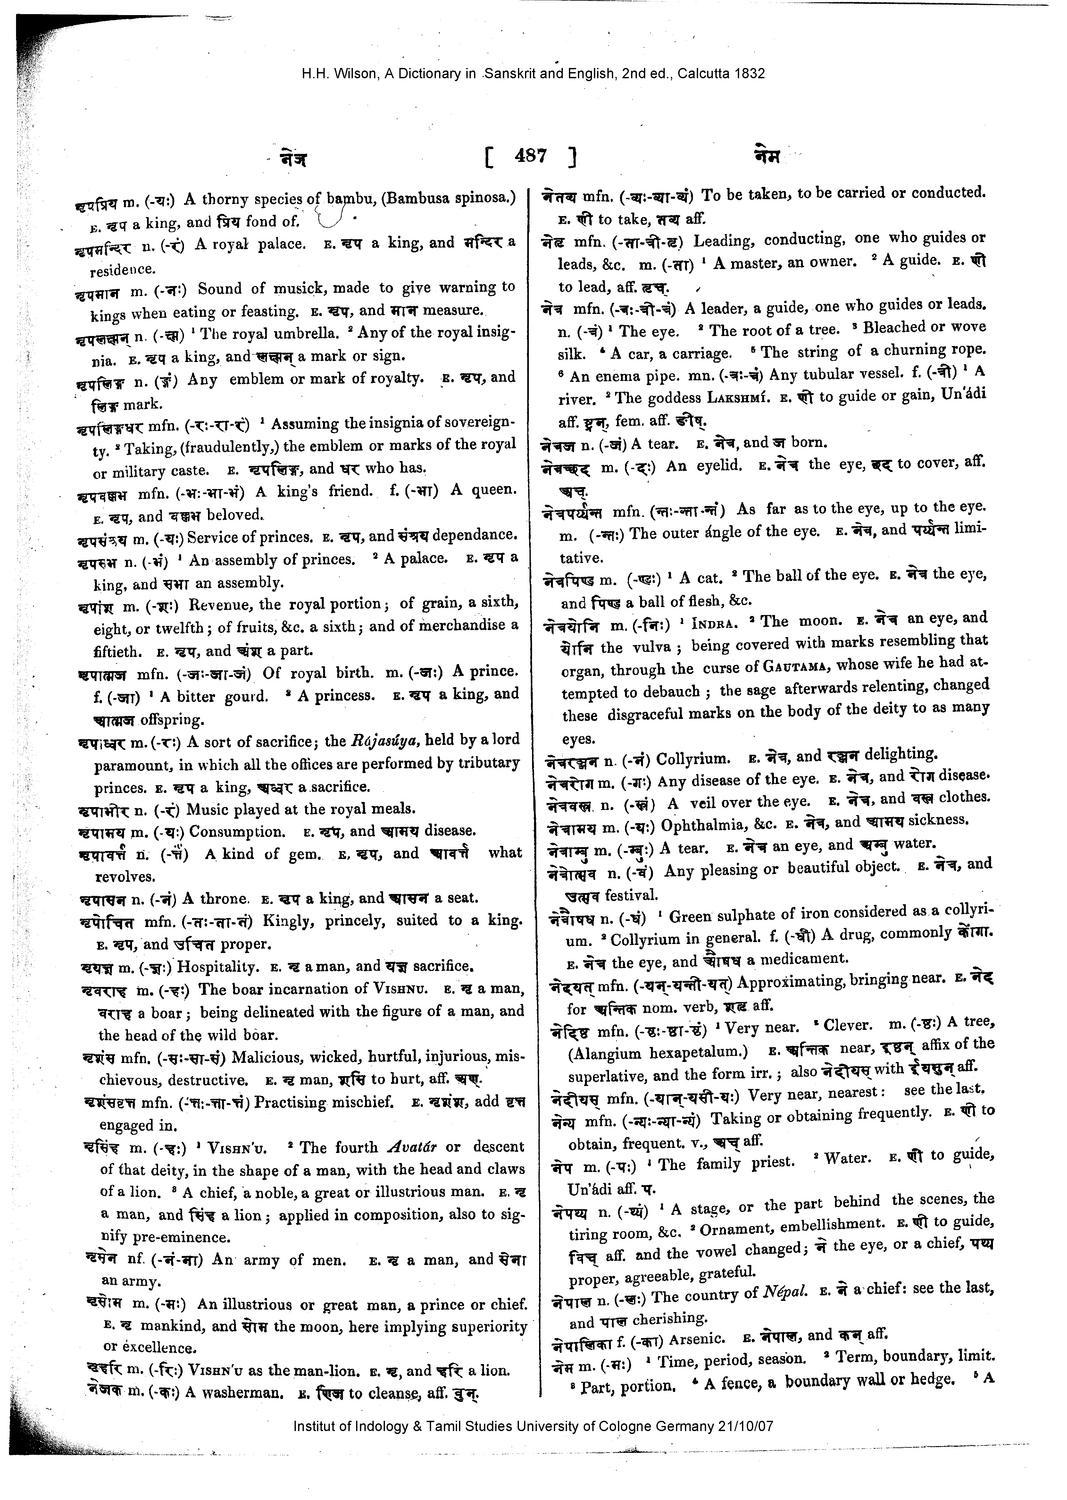 H.H. Wilson, A Dictionary in Sanskrit and English, 2nd ed., Calcutta 1832
नेज [ 487 ] नेम
नृपप्रिय m. (-यः) A thorny species of bambu, (Bambusa spinosa.)
E. नृप a king, and प्रिय fond of.
नृपमन्दिर n. (-रं) A royal palace. E. नृप a king, and मन्दिर a
residence.
नृपमान m. (-नः) Sound of musick, made to give warning to
kings when eating or feasting. E. नृप, and मान measure.
नृपलक्ष्मन् n. (-क्ष्म) ¹ The royal umbrella. ² Any of the royal insig-
nia. E. नृप a king, and लक्ष्मन् a mark or sign.
नृपलिङ्ग n. (ङ्गं) Any emblem or mark of royalty. E. नृप, and
लिङ्ग mark.
नृपलिङ्गधर mfn. (-रः-रा-रं) ¹ Assuming the insignia of sovereign-
ty. ² Taking, (fraudulently,) the emblem or marks of the royal
or military caste. E. नृपलिङ्ग, and धर who has.
नृपवल्लभ mfn. (-भः-भा-भं) A king's friend. f. (-भा) A queen.
E. नृप, and वल्लभ beloved.
नृपसंश्रय m. (-यः) Service of princes. E. नृप, and संश्रय dependance.
नृपसभ n. (-भं) ¹ An assembly of princes. ² A palace. E. नृप a
king, and सभा an assembly.
नृपांश m. (-शः) Revenue, the royal portion; of grain, a sixth,
eight, or twelfth; of fruits, &c. a sixth; and of merchandise a
fiftieth. E. नृप, and अंश a part.
नृपात्मज mfn. (-जः-जा-जं) Of royal birth. m. (-जः) A prince.
f. (-जा) ¹ A bitter gourd. ² A princess. E. नृप a king, and
आत्मज offspring.
नृपाध्वर m. (-रः) A sort of sacrifice; the Rájasúya, held by a lord
paramount, in which all the offices are performed by tributary
princes. E. नृप a king, अध्वर a sacrifice.
नृपाभीर n. (-रं) Music played at the royal meals.
नृपामय m. (-यः) Consumption. E. नृप, and आमय disease.
नृपावर्त्त n. (-र्त्तं) A kind of gem. E. नृप, and आवर्त्त what
revolves.
नृपासन n. (-नं) A throne. E. नृप a king, and आसन a seat.
नृपोचित mfn. (-तः-ता-तं) Kingly, princely, suited to a king.
E. नृप, and उचित proper.
नृयज्ञ m. (-ज्ञः) Hospitality. E. नृ a man, and यज्ञ sacrifice.
नृवराह m. (-हः) The boar incarnation of VISHNU. E. नृ a man,
वराह a boar; being delineated with the figure of a man, and
the head of the wild boar.
नृशंस mfn. (-सः-सा-सं) Malicious, wicked, hurtful, injurious, mis-
chievous, destructive. E. नृ man, शसि to hurt, aff. अण्.
नृशंसवृत्त mfn. (-त्तः-त्ता-त्तं) Practising mischief. E. नृशंस, add वृत्त
engaged in.
नृसिंह m. (-हः) ¹ VISHN'U. ² The fourth Avatár or descent
of that deity, in the shape of a man, with the head and claws
of a lion. ³ A chief, a noble, a great or illustrious man. E. नृ
a man, and सिंह a lion; applied in composition, also to sig-
nify pre-eminence.
नृसेन nf. (-नं-ना) An army of men. E. नृ a man, and सेना
an army.
नृसोम m. (-मः) An illustrious or great man, a prince or chief.
E. नृ mankind, and सोम the moon, here implying superiority
or excellence.
नृहरि m. (-रिः) VISHN'U as the man-lion. E. नृ, and हरि a lion.
नेजक m. (-कः) A washerman. E. णिज to cleanse, aff. वुन्.
नेतव्य mfn. (-व्यः-व्या-व्यं) To be taken, to be carried or conducted.
E. णी to take, तव्य aff.
नेतृ mfn. (-ता-त्री-तृ) Leading, conducting, one who guides or
leads, &c. m. (-ता) ¹ A master, an owner. ² A guide. E. णी
to lead, aff. तृच्.
नेत्र mfn. (-त्रः-त्री-त्रं) A leader, a guide, one who guides or leads.
n. (-त्रं) ¹ The eye. ² The root of a tree. ³ Bleached or wove
silk. ⁴ A car, a carriage. ⁵ The string of a churning rope.
⁶ An enema pipe. mn. (-त्रः-त्रं) Any tubular vessel. f. (-त्री) ¹ A
river. ² The goddess LAKSHMÍ. E. णी to guide or gain, Un'ádi
aff. ष्ट्रन्, fem. aff. ङीष्.
नेत्रज n. (-जं) A tear. E. नेत्र, and ज born.
नेत्रच्छद m. (-दः) An eyelid. E. नेत्र the eye, छद to cover, aff.
अच्.
नेत्रपर्य्यन्त mfn. (न्तः-न्ता-न्तं) As far as to the eye, up to the eye.
m. (-न्तः) The outer ángle of the eye. E. नेत्र, and पर्य्यन्त limi-
tative.
नेत्रपिण्ड m. (-ण्डः) ¹ A cat. ² The ball of the eye. E. नेत्र the eye,
and पिण्ड a ball of flesh, &c.
नेत्रयोनि m. (-निः) ¹ INDRA. ² The moon. E. नेत्र an eye, and
योनि the vulva; being covered with marks resembling that
organ, through the curse of GAUTAMA, whose wife he had at-
tempted to debauch; the sage afterwards relenting, changed
these disgraceful marks on the body of the deity to as many
eyes.
नेत्ररञ्जन n. (-नं) Collyrium. E. नेत्र, and रञ्जन delighting.
नेत्ररोग m. (-गः) Any disease of the eye. E. नेत्र, and रोग disease.
नेत्रवस्त्र n. (-स्त्रं) A veil over the eye. E. नेत्र, and वस्त्र clothes.
नेत्रामय m. (-यः) Ophthalmia, &c. E. नेत्र, and आमय sickness.
नेत्राम्बु m. (-म्बुः) A tear. E. नेत्र an eye, and अम्बु water.
नेत्रोत्सव n. (-वं) Any pleasing or beautiful object. E. नेत्र, and
उत्सव festival.
नेत्रौषध n. (-धं) ¹ Green sulphate of iron considered as a collyri-
um. ² Collyrium in general. f. (-धी) A drug, commonly केंागा.
E. नेत्र the eye, and औषध a medicament.
नेदयत् mfn. (-यन्-यन्ती-यत्) Approximating, bringing near. E. नेद
for अन्तिक nom. verb, शतृ aff.
नेदिष्ठ mfn. (-ष्ठः-ष्ठा-ष्ठं) ¹ Very near. ² Clever. m. (-ष्ठः) A tree,
(Alangium hexapetalum.) E. अन्तिक near, इष्ठन् affix of the
superlative, and the form irr.; also नेदीयस् with ईयसुन् aff.
नेदीयस् mfn. (-यान्-यसी-यः) Very near, nearest: see the last.
नेन्य mfn. (-न्यः-न्या-न्यं) Taking or obtaining frequently. E. णी to
obtain, frequent. v., अच् aff.
नेप m. (-पः) ¹ The family priest. ² Water. E. णी to guide,
Un'ádi aff. प.
नेपथ्य n. (-थ्यं) ¹ A stage, or the part behind the scenes, the
tiring room, &c. ² Ornament, embellishment. E. णी to guide,
विच् aff. and the vowel changed; ने the eye, or a chief, पथ्य
proper, agreeable, grateful.
नेपाल n. (-लः) The country of Népal. E. ने a chief: see the last,
and पाल cherishing.
नेपालिका f. (-का) Arsenic. E. नेपाल, and कन् aff.
नेम m. (-मः) ¹ Time, period, season. ² Term, boundary, limit.
³ Part, portion. ⁴ A fence, a boundary wall or hedge. ⁵ A
Institut of Indology & Tamil Studies University of Cologne Germany 21/10/07